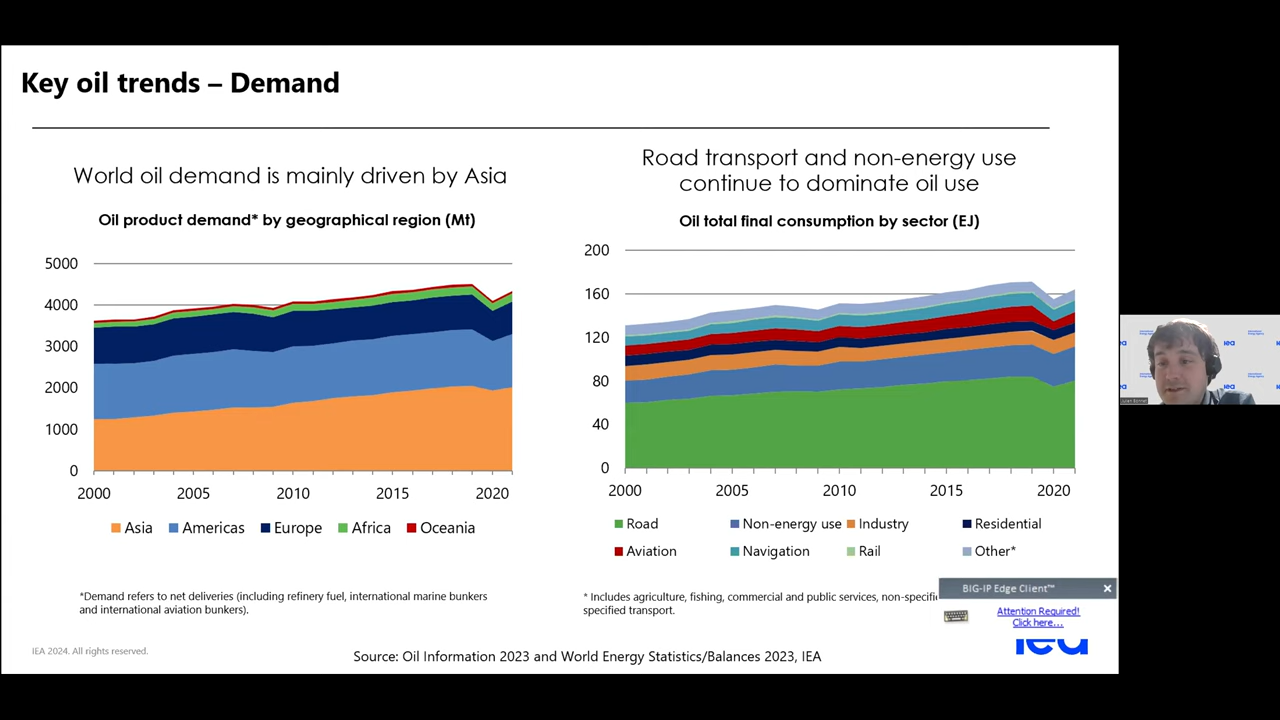 Key oil trends – Demand
World oil demand is mainly driven by Asia
Oil product demand* by geographical region (Mt)
5000
4000
3000
2000
1000
0
2000
2005
2010
2015
2020
Asia
Americas
Europe
Africa
Oceania
*Demand refers to net deliveries (including refinery fuel, international marine bunkers
and international aviation bunkers).
Road transport and non-energy use
continue to dominate oil use
Oil total final consumption by sector (EJ)
200
160
120
80
40
0
2000
2005
2010
2015
2020
Road
Non-energy use
Industry
Residential
Aviation
Navigation
Rail
Other*
* Includes agriculture, fishing, commercial and public services,
specified transport.
BIG-IP Edge Client™
Attention Required!
Click here...
iea
IEA 2024. All rights reserved.
Source: Oil Information 2023 and World Energy Statistics/Balances 2023, IEA
iea